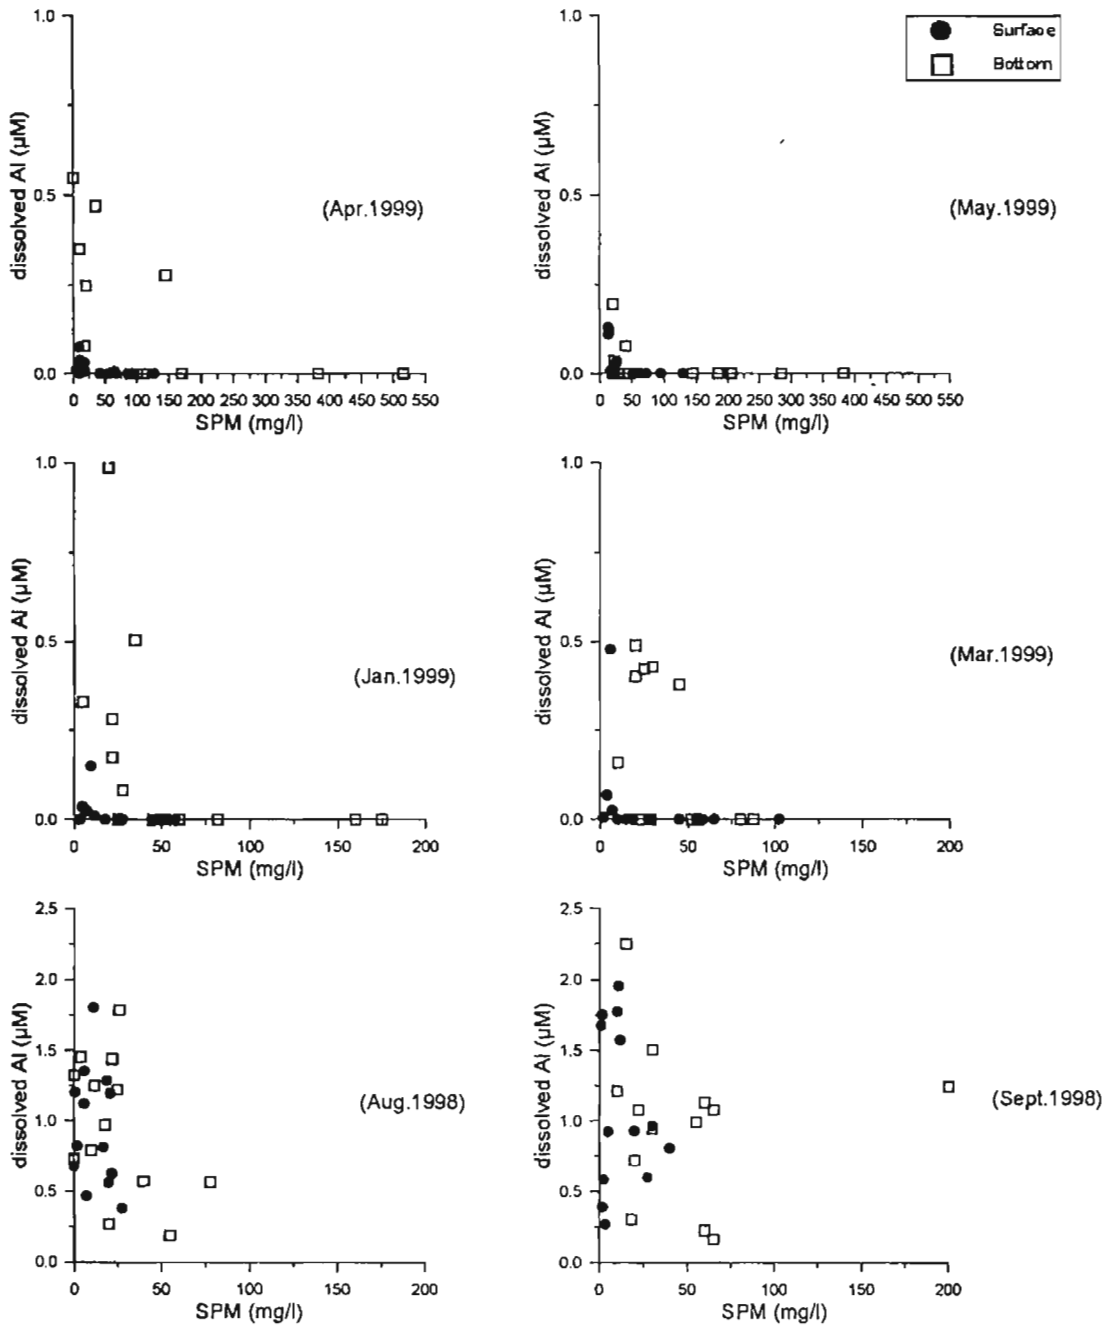 1.0
0.5
0.0
dissolved Al (µM)
(Apr.1999)
0 50 100 150 200 250 300 350 400 450 500 550
SPM (mg/l)
1.0
0.5
0.0
dissolved Al (µM)
Surface
Bottom
(May.1999)
0 50 100 150 200 250 300 350 400 450 500 550
SPM (mg/l)
1.0
0.5
0.0
dissolved Al (µM)
(Jan.1999)
0 50 100 150 200
SPM (mg/l)
1.0
0.5
0.0
dissolved Al (µM)
(Mar.1999)
0 50 100 150 200
SPM (mg/l)
2.5
2.0
1.5
1.0
0.5
0.0
dissolved Al (µM)
(Aug.1998)
0 50 100 150 200
SPM (mg/l)
2.5
2.0
1.5
1.0
0.5
0.0
dissolved Al (µM)
(Sept.1998)
0 50 100 150 200
SPM (mg/l)